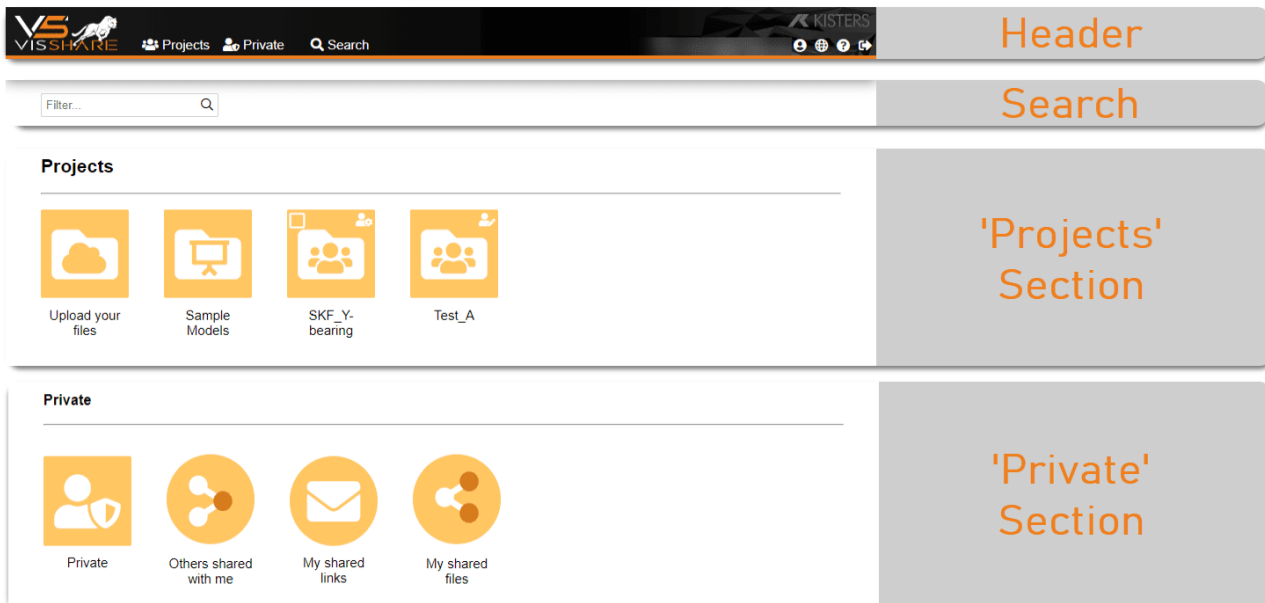 VS
VISSHARE
Projects Private Search
KISTERS
Header
Filter...
Search
Projects
Upload your
files
Sample
Models
SKF_Y-
bearing
Test_A
'Projects'
Section
Private
Private
Others shared
with me
My shared
links
My shared
files
'Private'
Section